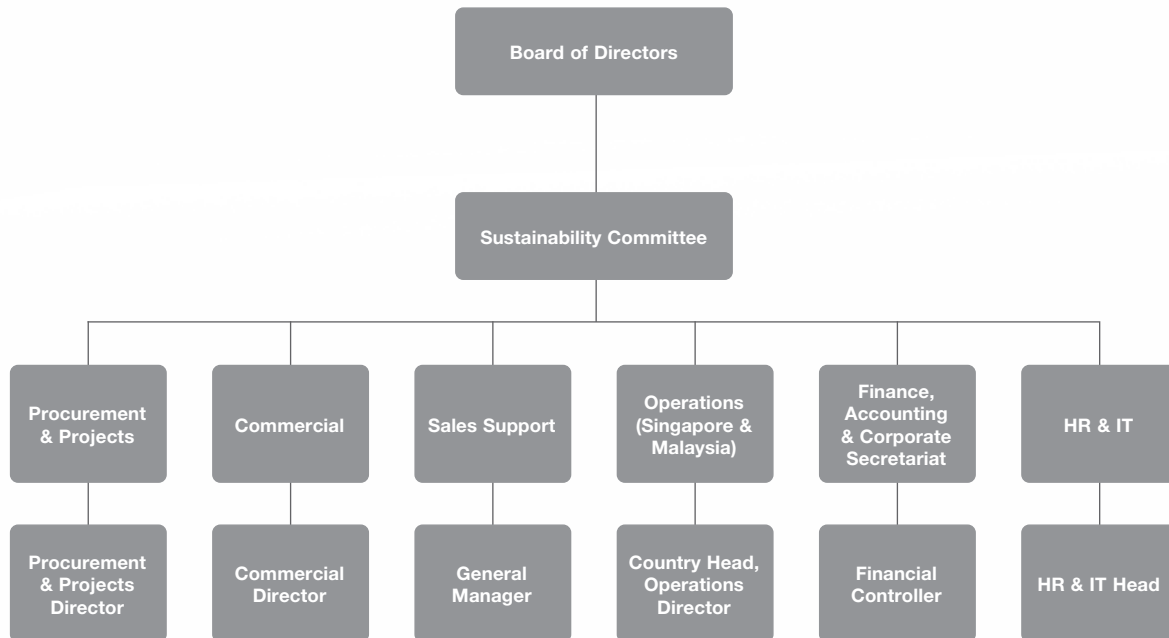 Board of Directors
Sustainability Committee
Procurement
& Projects
Commercial
Sales Support
Operations
(Singapore &
Malaysia)
Finance,
Accounting
& Corporate
Secretariat
HR & IT
Procurement
& Projects
Director
Commercial
Director
General
Manager
Country Head,
Operations
Director
Financial
Controller
HR & IT Head